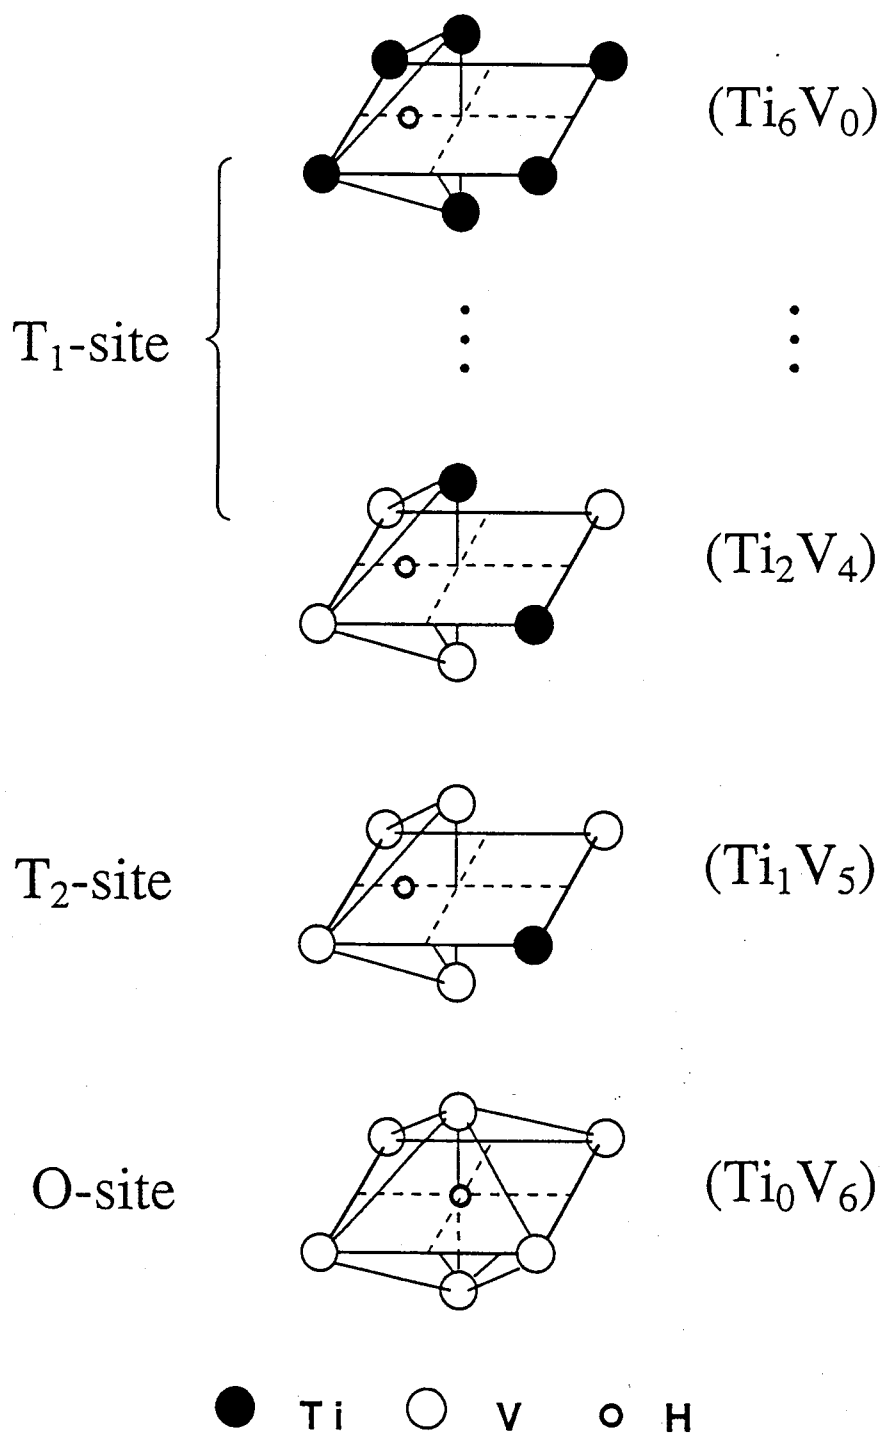 (Ti₆V₀)
T₁-site
(Ti₂V₄)
T₂-site (Ti₁V₅)
O-site (Ti₀V₆)
Ti V H